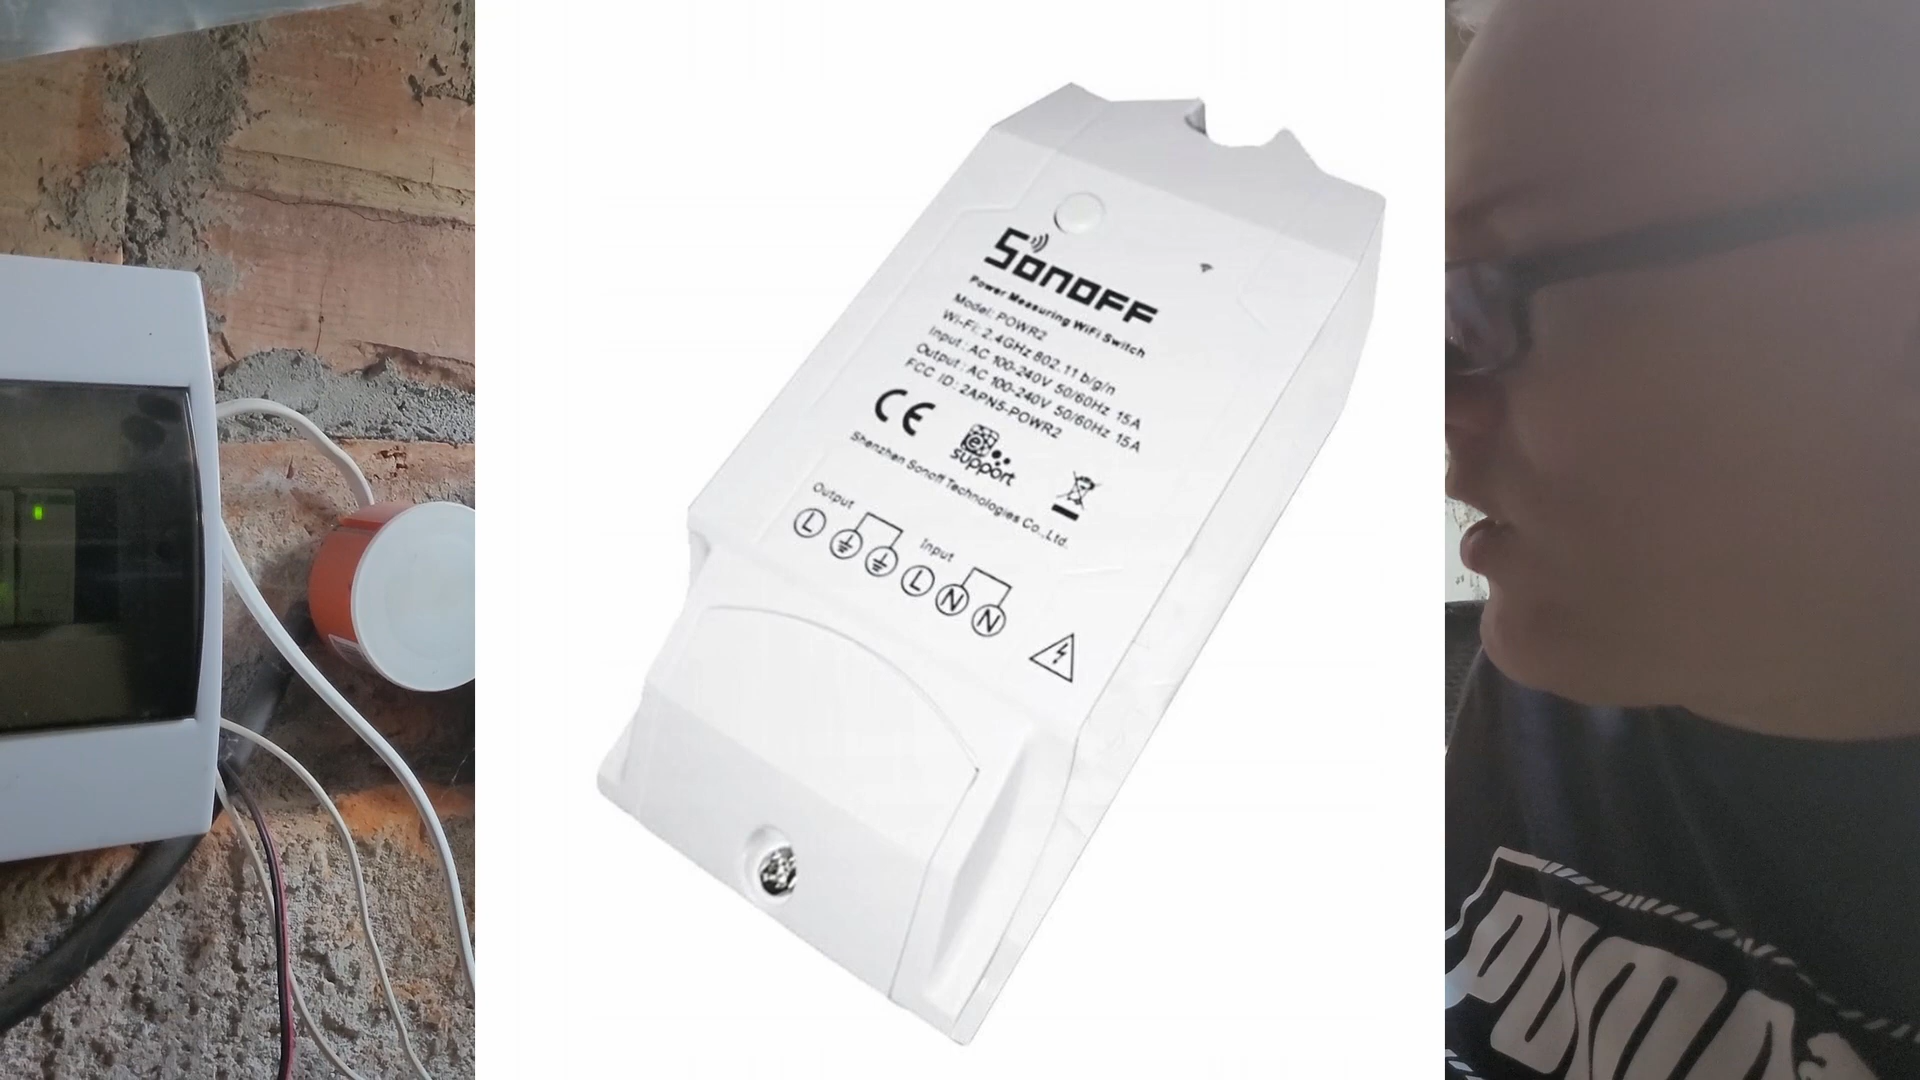 SONOFF
Power Measuring WiFi Switch
Model: POWR2
Wi-Fi: 2.4GHz 802.11 b/g/n
Input: AC 100-240V 50/60Hz 15A
Output: AC 100-240V 50/60Hz 15A
FCC ID: 2APN5-POWR2
CE
support
Shenzhen Sonoff Technologies Co.,Ltd.
Output
Input
L
L
N
N
PUMA